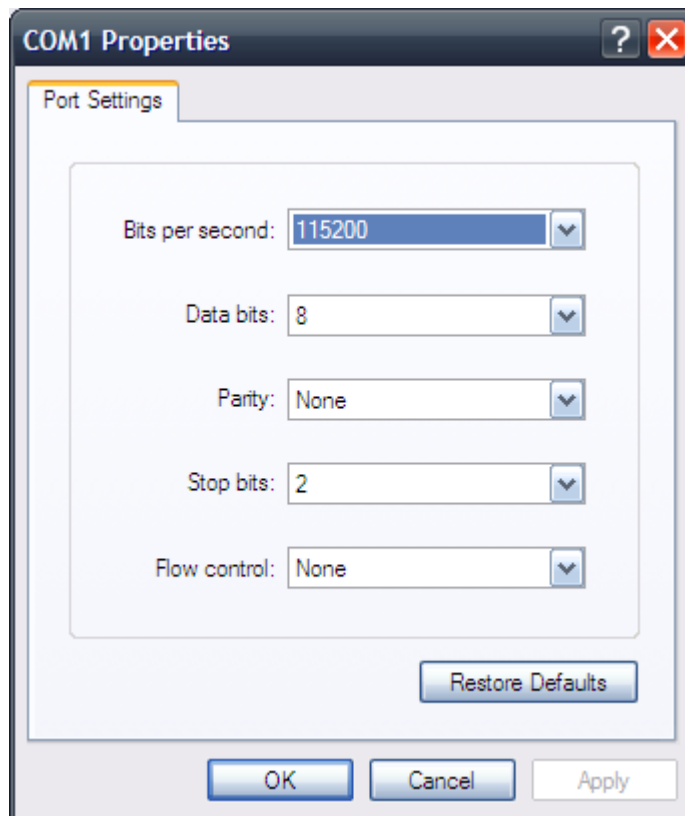 COM1 Properties
Port Settings
Bits per second: 115200
Data bits: 8
Parity: None
Stop bits: 2
Flow control: None
Restore Defaults
OK Cancel Apply